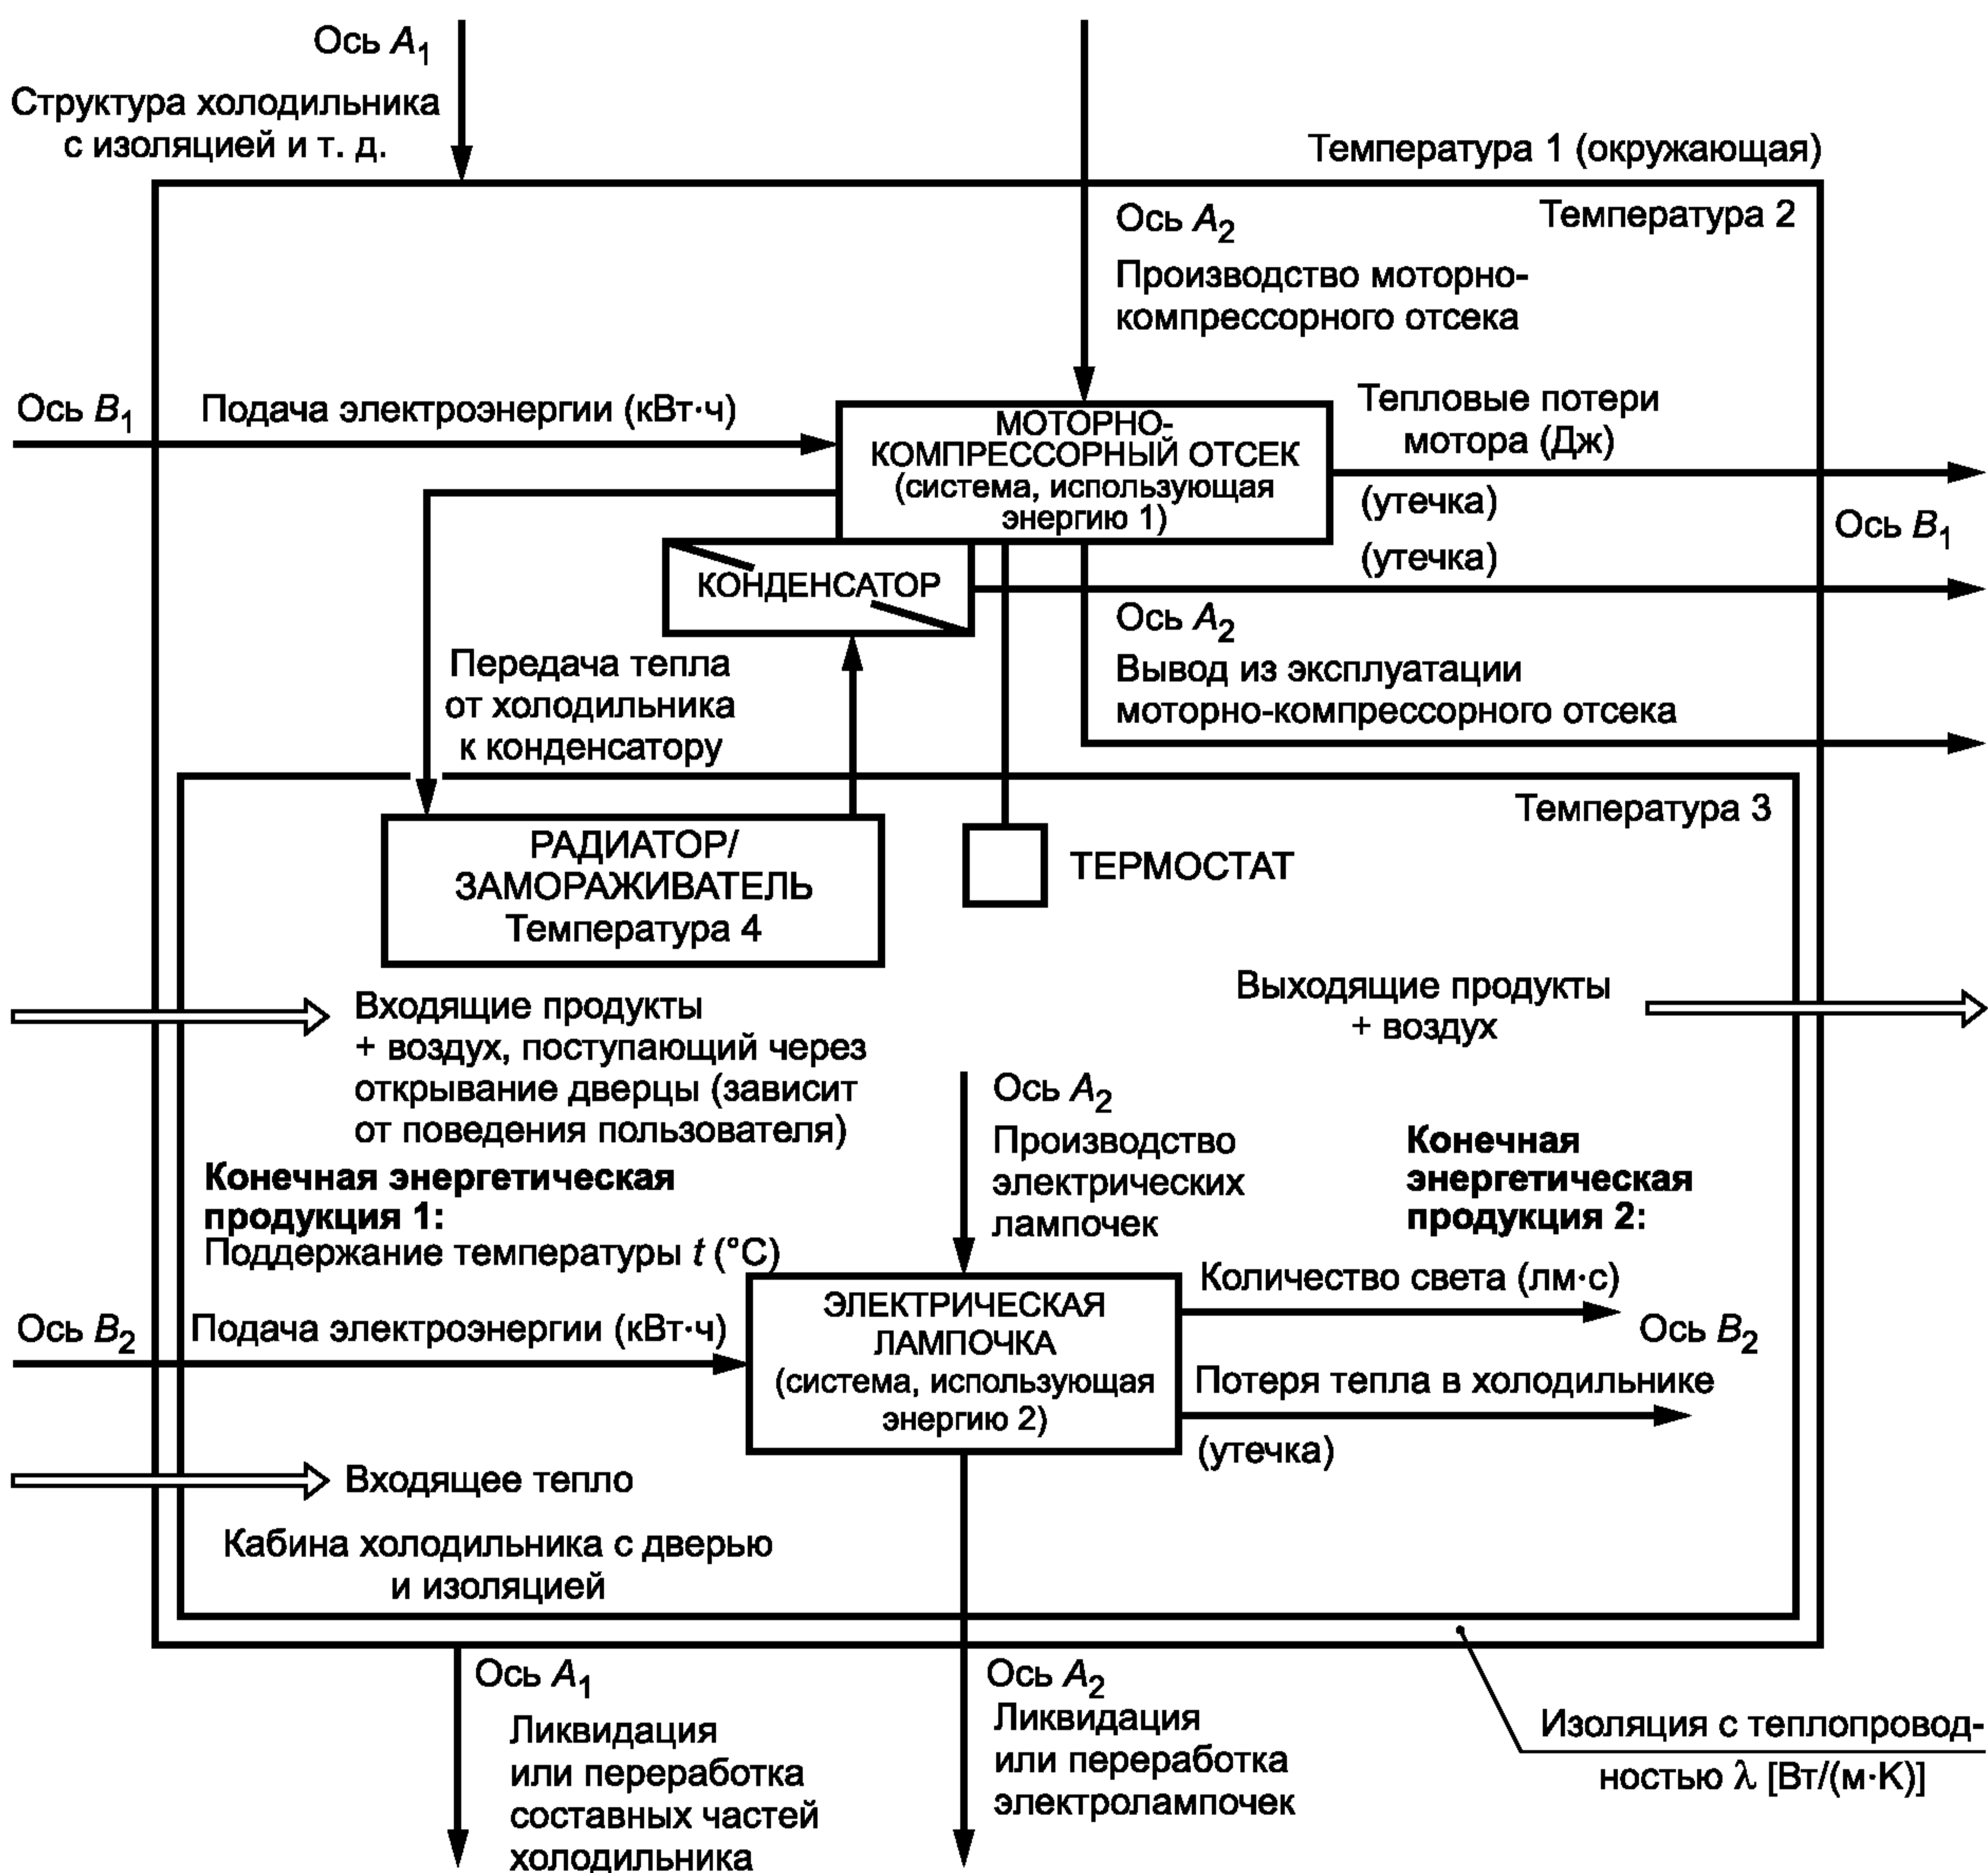 Ось A₁
Структура холодильника
с изоляцией и т. д.
Температура 1 (окружающая)
Температура 2
Ось A₂
Производство моторно-
компрессорного отсека
Ось B₁
Подача электроэнергии (кВт·ч)
МОТОРНО-
КОМПРЕССОРНЫЙ ОТСЕК
(система, использующая
энергию 1)
Тепловые потери
мотора (Дж)
(утечка)
Ось B₁
(утечка)
КОНДЕНСАТОР
Ось A₂
Вывод из эксплуатации
моторно-компрессорного отсека
Передача тепла
от холодильника
к конденсатору
Температура 3
РАДИАТОР/
ЗАМОРАЖИВАТЕЛЬ
Температура 4
ТЕРМОСТАТ
Входящие продукты
+ воздух, поступающий через
открывание дверцы (зависит
от поведения пользователя)
Выходящие продукты
+ воздух
Ось A₂
Производство
электрических
лампочек
Конечная энергетическая
продукция 1:
Поддержание температуры t (°C)
Конечная
энергетическая
продукция 2:
Количество света (лм·с)
Ось B₂
Подача электроэнергии (кВт·ч)
ЭЛЕКТРИЧЕСКАЯ
ЛАМПОЧКА
(система, использующая
энергию 2)
Ось B₂
Потеря тепла в холодильнике
(утечка)
Входящее тепло
Кабина холодильника с дверью
и изоляцией
Ось A₁
Ликвидация
или переработка
составных частей
холодильника
Ось A₂
Ликвидация
или переработка
электролампочек
Изоляция с теплопровод-
ностью λ [Вт/(м·K)]